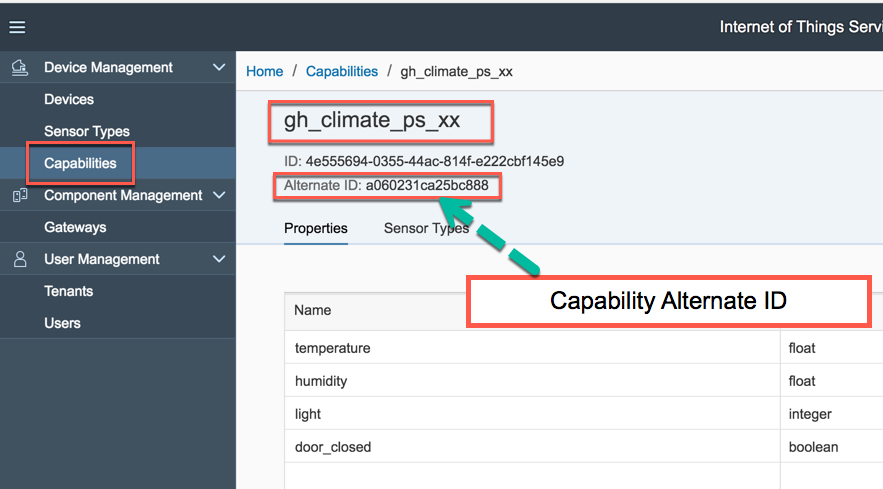 Internet of Things Servi
Device Management
Devices
Sensor Types
Capabilities
Component Management
Gateways
User Management
Tenants
Users
Home / Capabilities / gh_climate_ps_xx
gh_climate_ps_xx
ID: 4e555694-0355-44ac-814f-e222cbf145e9
Alternate ID: a060231ca25bc888
Properties Sensor Types
Capability Alternate ID
Name
temperature float
humidity float
light integer
door_closed boolean